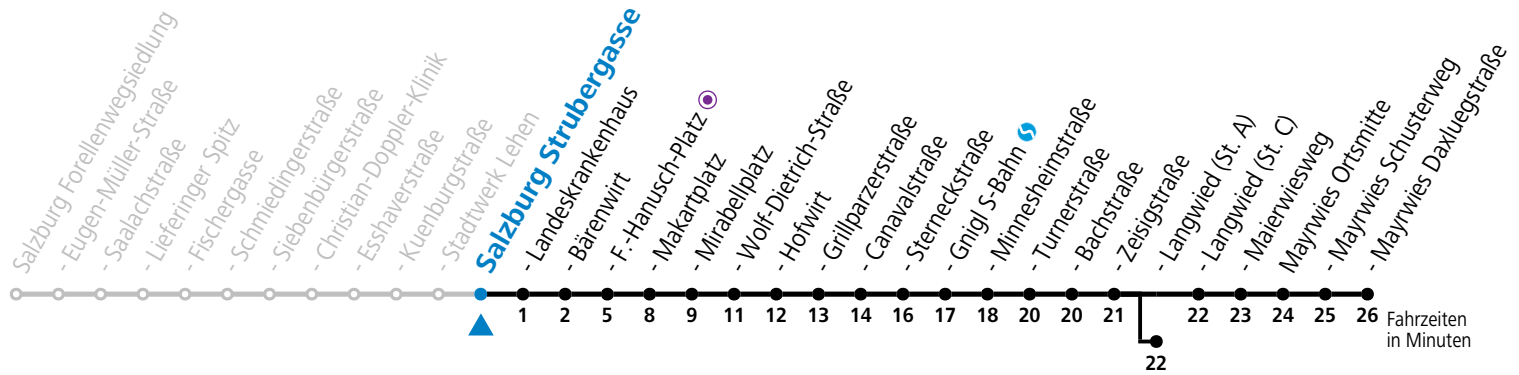 Salzburg Forellenwegsiedlung
- Eugen-Müller-Straße
- Saalachstraße
- Lieferinger Spitz
- Fischergasse
- Schmiedingerstraße
- Siebenbürgerstraße
- Christian-Doppler-Klinik
- Esshaverstraße
- Kuenburgstraße
- Stadtwerk Lehen
Salzburg Strubergasse
- Landeskrankenhaus
- Bärenwirt
- F.-Hanusch-Platz
- Makartplatz
- Mirabellplatz
- Wolf-Dietrich-Straße
- Hofwirt
- Grillparzerstraße
- Canavalstraße
- Sterneckstraße
- Gnigl S-Bahn
- Minnesheimstraße
- Turnerstraße
- Bachstraße
- Zeisigstraße
- Langwied (St. A)
- Langwied (St. C)
- Maierwiesweg
Mayrwies Ortsmitte
- Mayrwies Schusterweg
- Mayrwies Daxluegstraße
1 2 5 8 9 11 12 13 14 16 17 18 20 20 21 22 23 24 25 26
Fahrzeiten
in Minuten
22